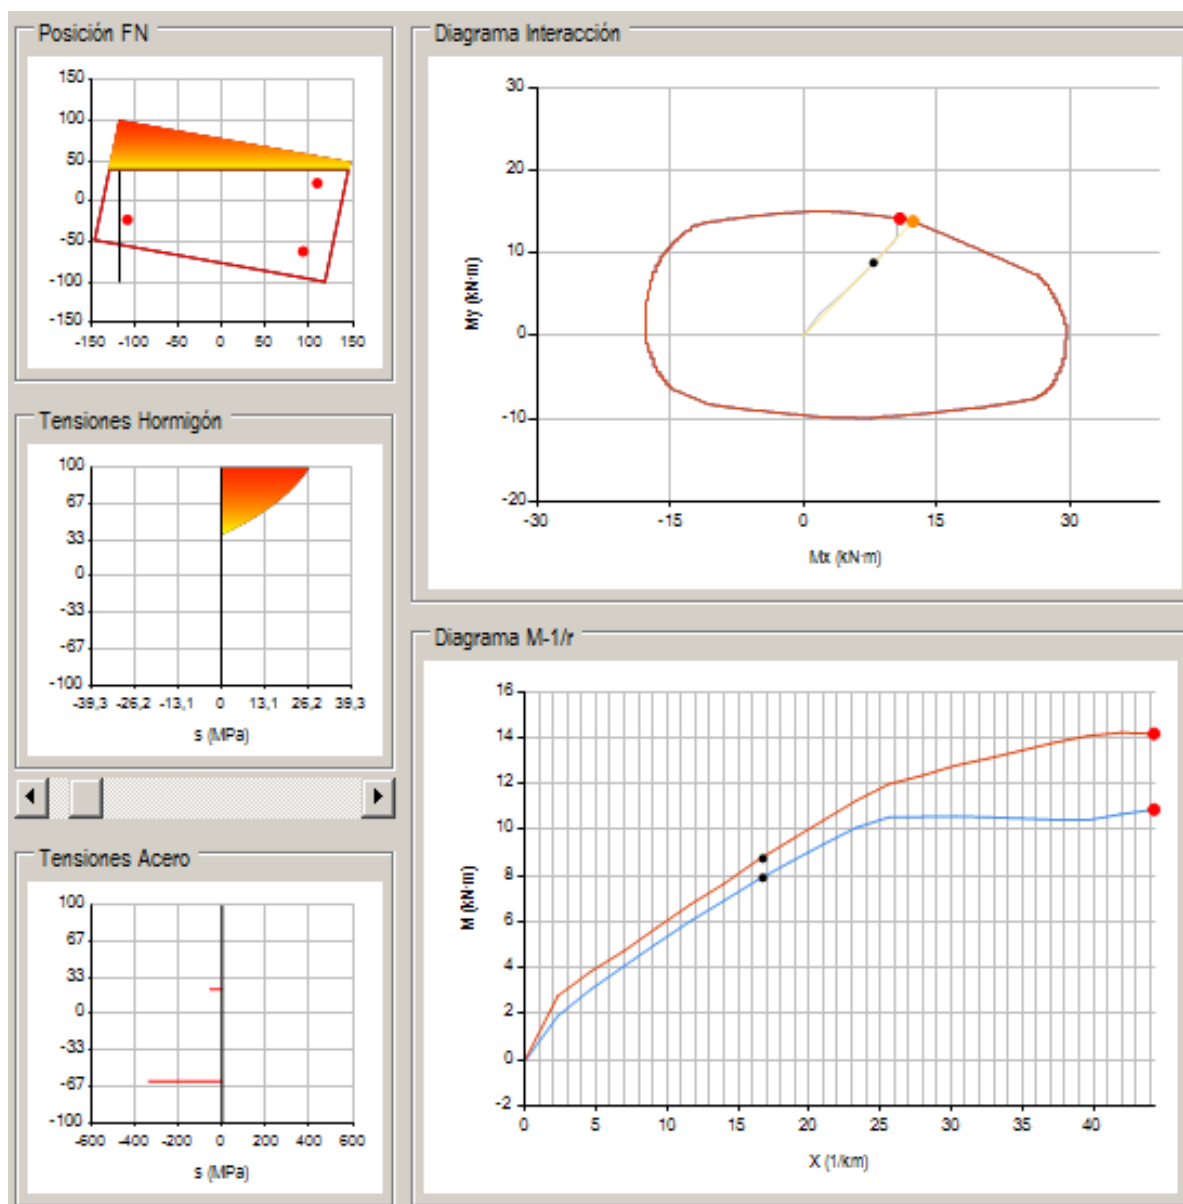 Posición FN
150
100
50
0
-50
-100
-150
-150 -100 -50 0 50 100 150
Tensiones Hormigón
100
67
33
0
-33
-67
-100
-39,3 -26,2 -13,1 0 13,1 26,2 39,3
s (MPa)
Tensiones Acero
100
67
33
0
-33
-67
-100
-600 -400 -200 0 200 400 600
s (MPa)
Diagrama Interacción
My (kN·m)
30
20
10
0
-10
-20
-30 -15 0 15 30
Mx (kN·m)
Diagrama M-1/r
M (kN·m)
16
14
12
10
8
6
4
2
0
-2
0 5 10 15 20 25 30 35 40
X (1/km)